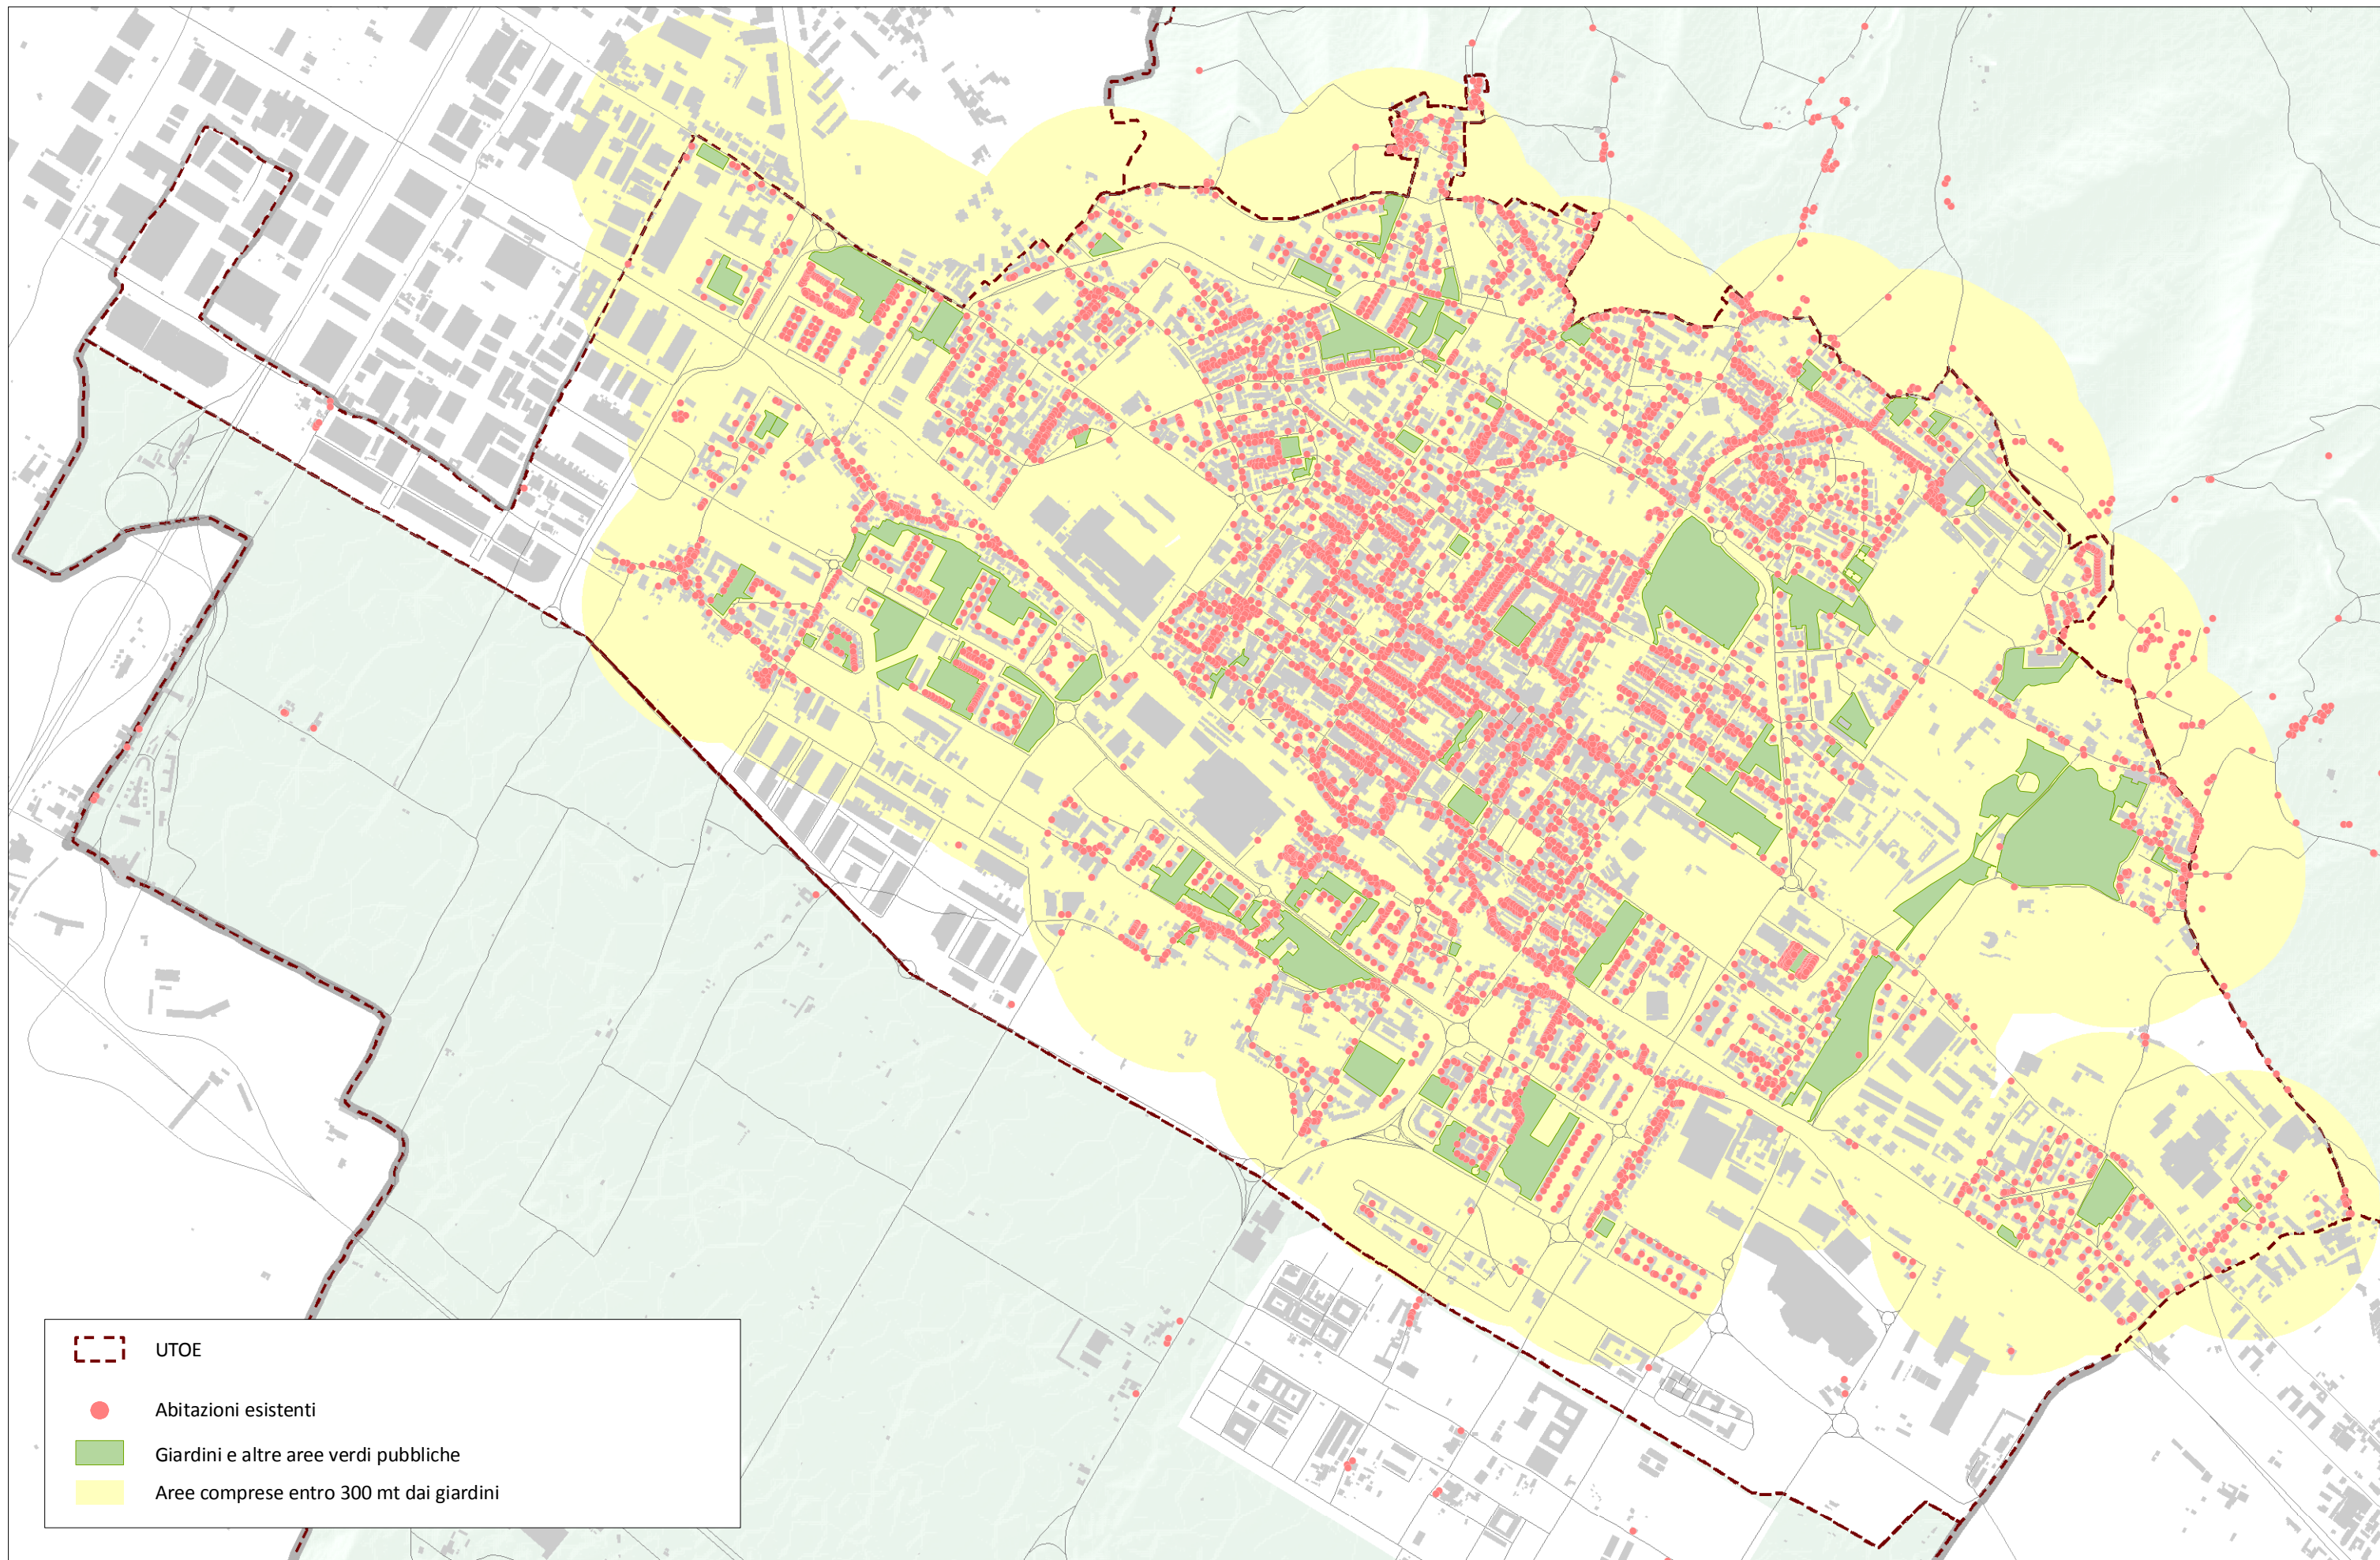 UTOE
Abitazioni esistenti
Giardini e altre aree verdi pubbliche
Aree comprese entro 300 mt dai giardini